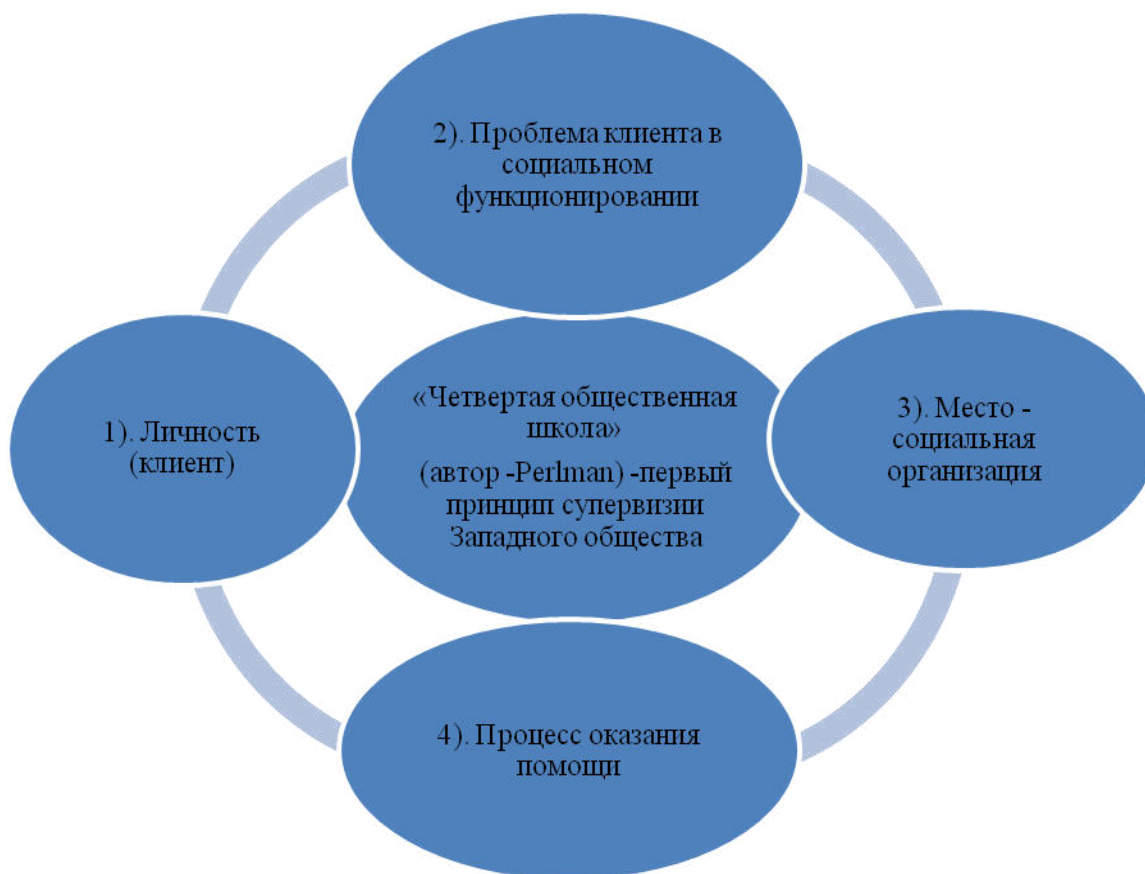 2). Проблема клиента в
социальном
функционировании
1). Личность
(клиент)
«Четвертая общественная
школа»
(автор -Perlman) -первый
принцип супервизии
Западного общества
3). Место -
социальная
организация
4). Процесс оказания
помощи